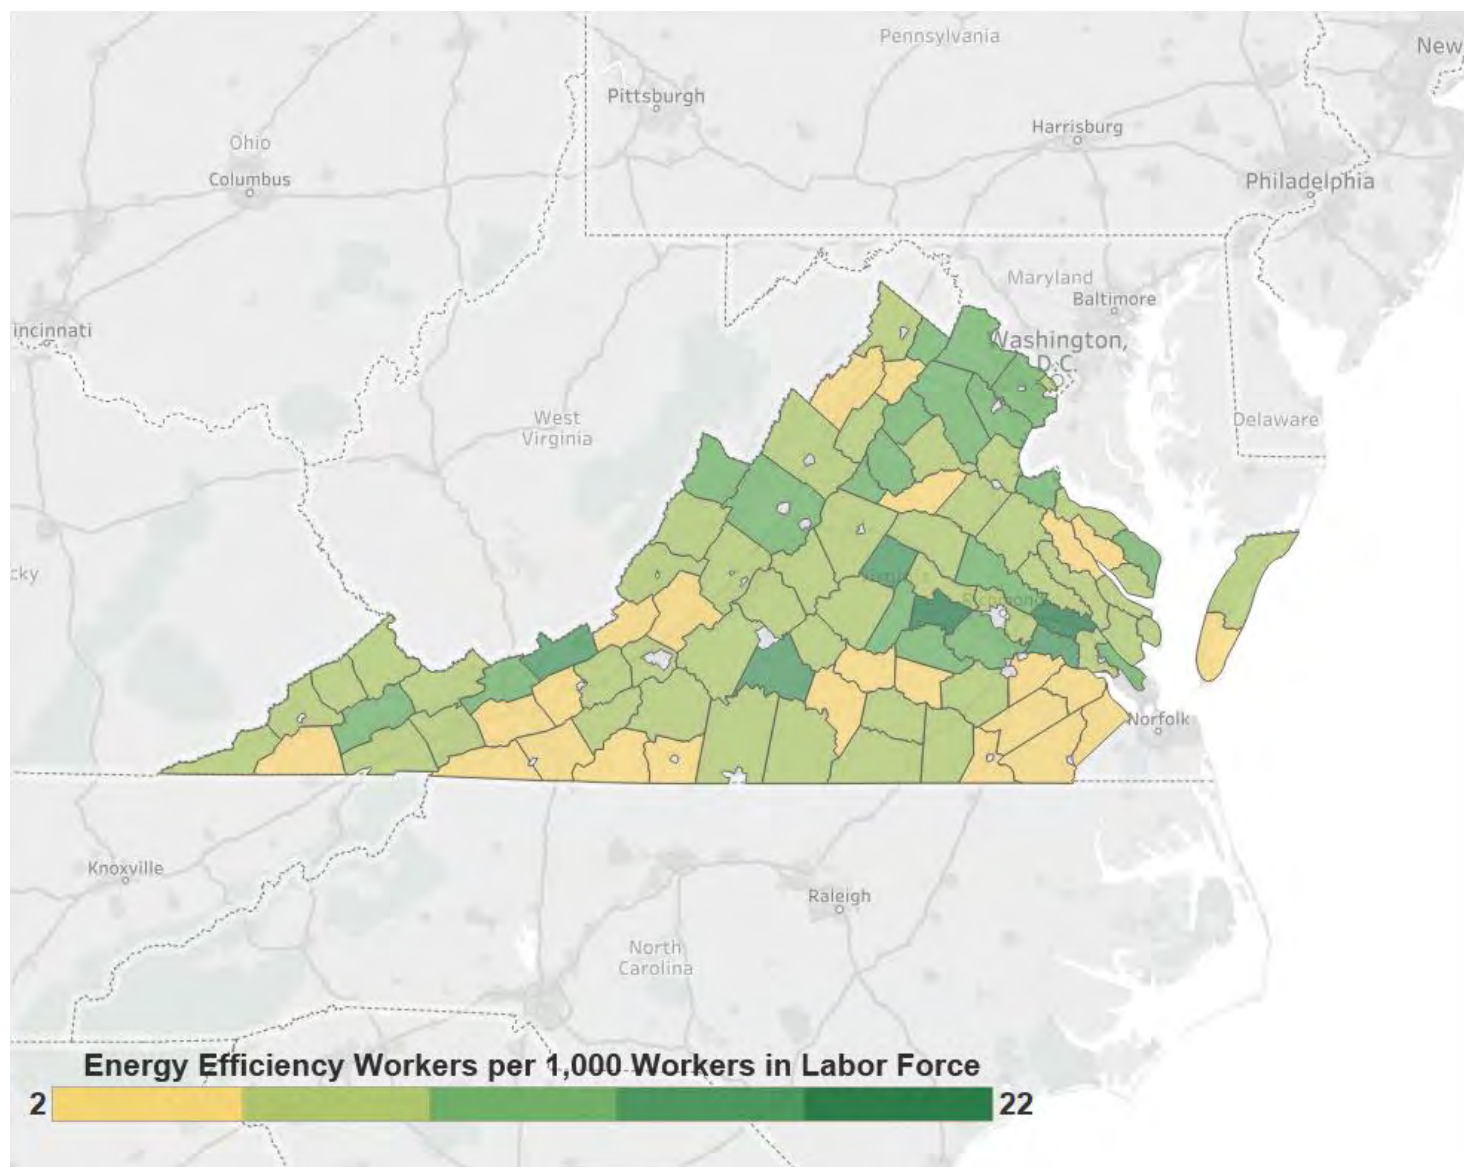 Pennsylvania
New
Pittsburgh
Harrisburg
Ohio
Columbus
Philadelphia
Maryland
Baltimore
incinnati
Washington,
D.C.
West
Virginia
Delaware
cky
Richmond
Norfolk
Knoxville
Raleigh
North
Carolina
Energy Efficiency Workers per 1,000 Workers in Labor Force
2
22